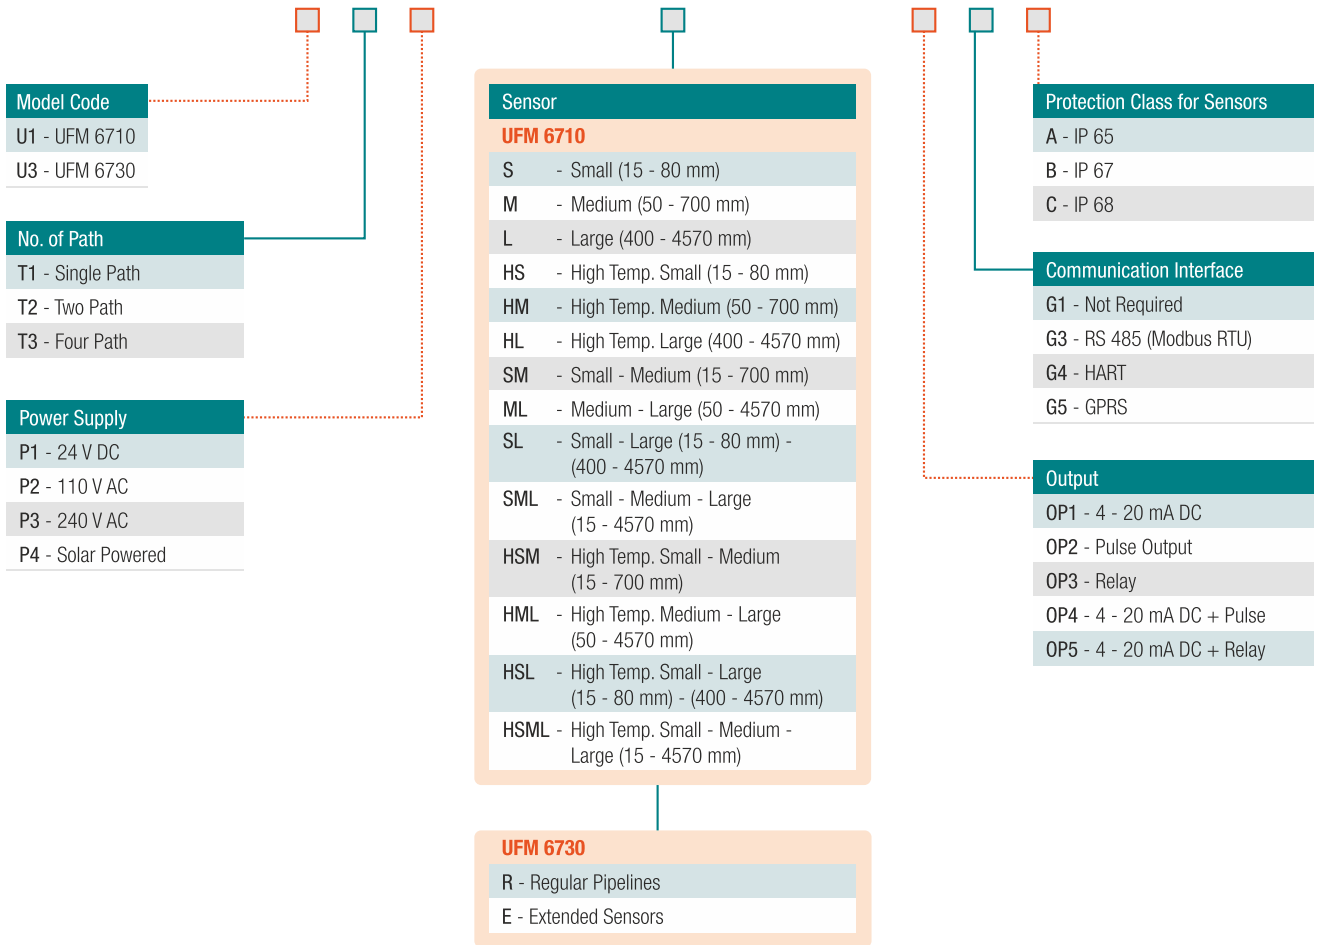 Model Code
U1 - UFM 6710
U3 - UFM 6730
No. of Path
T1 - Single Path
T2 - Two Path
T3 - Four Path
Power Supply
P1 - 24 V DC
P2 - 110 V AC
P3 - 240 V AC
P4 - Solar Powered
Sensor
UFM 6710
S - Small (15 - 80 mm)
M - Medium (50 - 700 mm)
L - Large (400 - 4570 mm)
HS - High Temp. Small (15 - 80 mm)
HM - High Temp. Medium (50 - 700 mm)
HL - High Temp. Large (400 - 4570 mm)
SM - Small - Medium (15 - 700 mm)
ML - Medium - Large (50 - 4570 mm)
SL - Small - Large (15 - 80 mm) -
(400 - 4570 mm)
SML - Small - Medium - Large
(15 - 4570 mm)
HSM - High Temp. Small - Medium
(15 - 700 mm)
HML - High Temp. Medium - Large
(50 - 4570 mm)
HSL - High Temp. Small - Large
(15 - 80 mm) - (400 - 4570 mm)
HSML - High Temp. Small - Medium -
Large (15 - 4570 mm)
UFM 6730
R - Regular Pipelines
E - Extended Sensors
Protection Class for Sensors
A - IP 65
B - IP 67
C - IP 68
Communication Interface
G1 - Not Required
G3 - RS 485 (Modbus RTU)
G4 - HART
G5 - GPRS
Output
OP1 - 4 - 20 mA DC
OP2 - Pulse Output
OP3 - Relay
OP4 - 4 - 20 mA DC + Pulse
OP5 - 4 - 20 mA DC + Relay